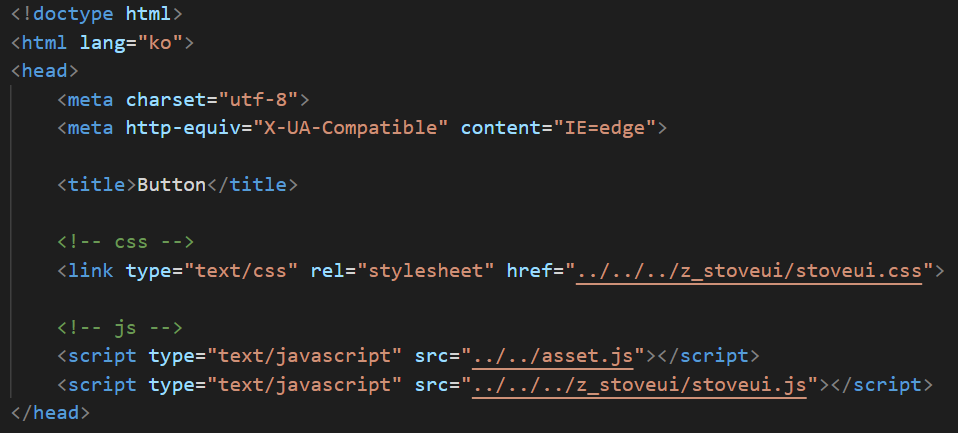 <!doctype html>
<html lang="ko">
<head>
    <meta charset="utf-8">
    <meta http-equiv="X-UA-Compatible" content="IE=edge">
    <title>Button</title>
    <!-- css -->
    <link type="text/css" rel="stylesheet" href="../../../z_stoveui/stoveui.css">
    <!-- js -->
    <script type="text/javascript" src="../../asset.js"></script>
    <script type="text/javascript" src="../../../z_stoveui/stoveui.js"></script>
</head>